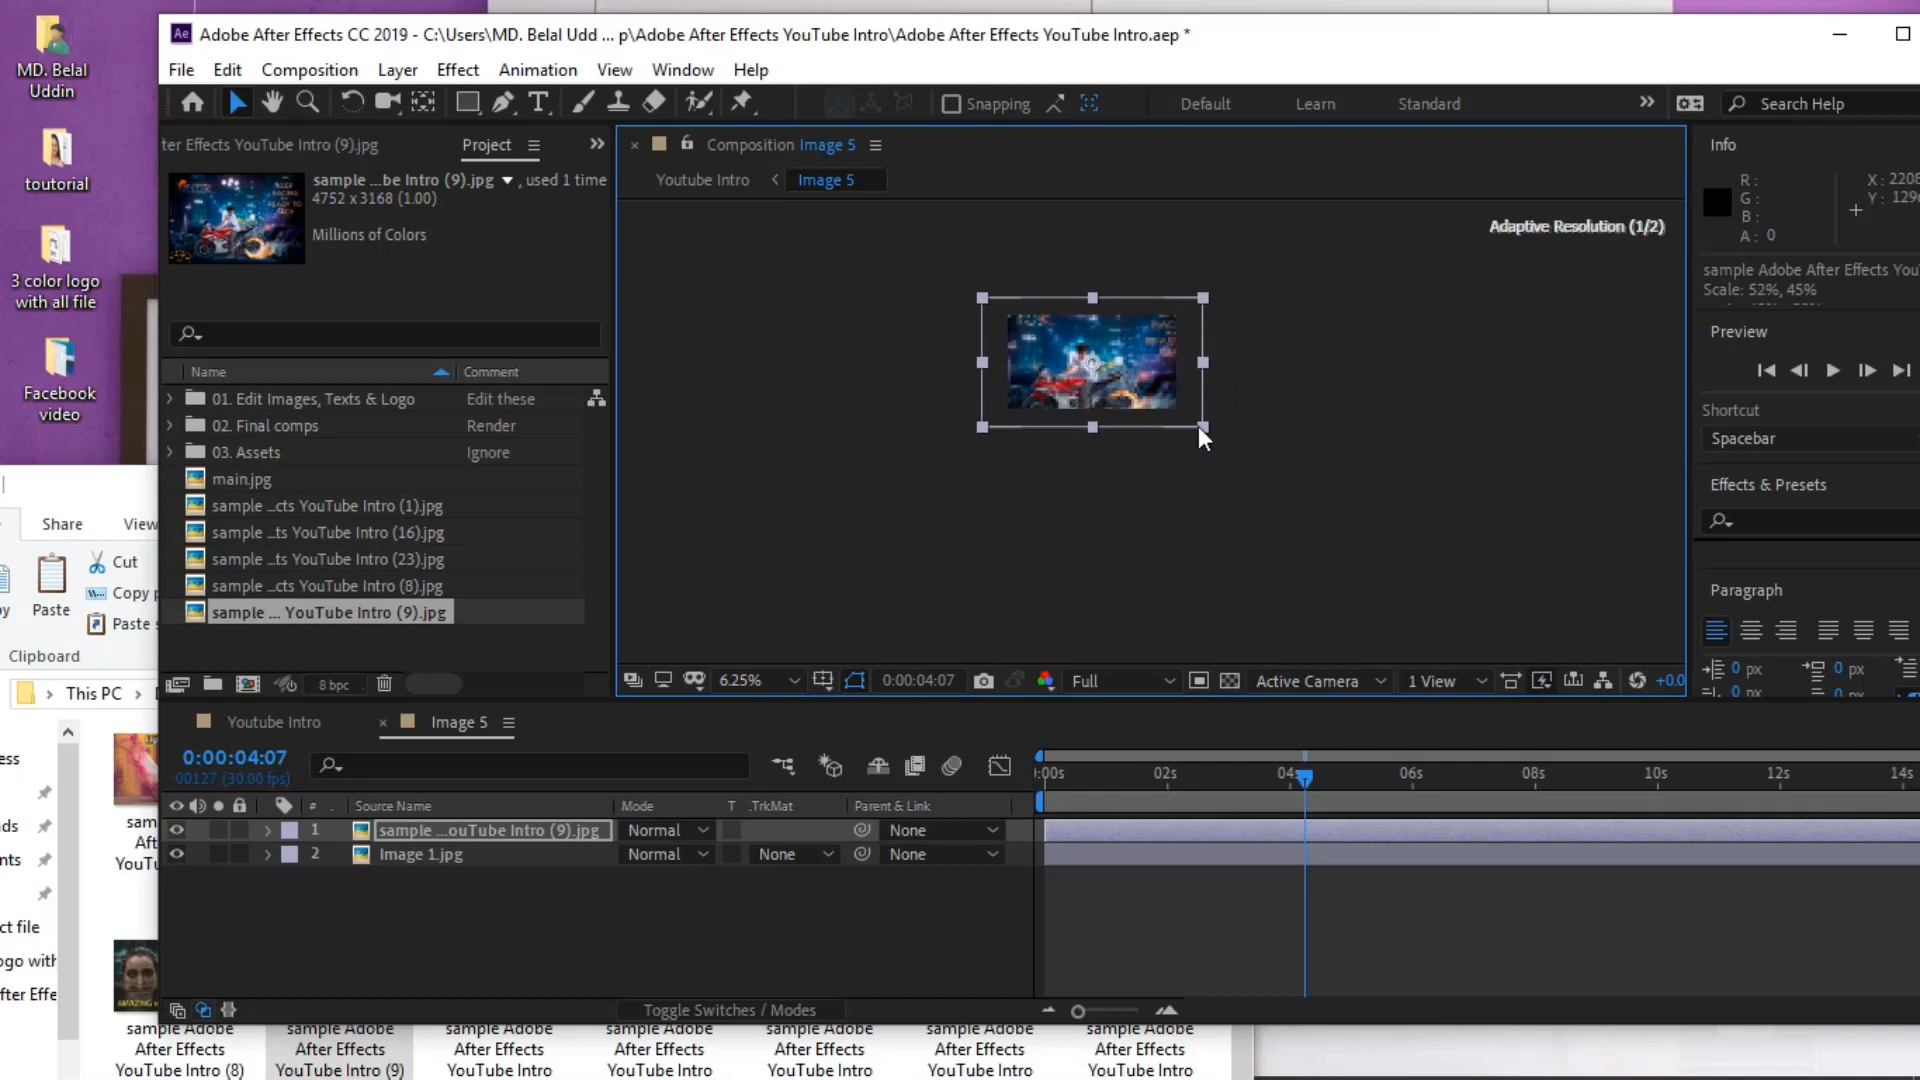 MD. Belal
Uddin
toutorial
3 color logo
with all file
Facebook
video
Ae Adobe After Effects CC 2019 - C:\Users\MD. Belal Udd ... p\Adobe After Effects YouTube Intro\Adobe After Effects YouTube Intro.aep *
File Edit Composition Layer Effect Animation View Window Help
Snapping Default Learn Standard Search Help
ter Effects YouTube Intro (9).jpg Project
sample ...be Intro (9).jpg , used 1 time
4752 x 3168 (1.00)
Millions of Colors
Name Comment
01. Edit Images, Texts & Logo Edit these
02. Final comps Render
03. Assets Ignore
main.jpg
sample ...cts YouTube Intro (1).jpg
sample ...ts YouTube Intro (16).jpg
sample ...ts YouTube Intro (23).jpg
sample ...cts YouTube Intro (8).jpg
sample ... YouTube Intro (9).jpg
8 bpc
Composition Image 5
Youtube Intro Image 5
Adaptive Resolution (1/2)
6.25% 0:00:04:07 Full Active Camera 1 View +0.0
Info
R :
G :
B :
A : 0
X : 2208
Y : 129
sample Adobe After Effects You
Scale: 52%, 45%
Preview
Shortcut
Spacebar
Effects & Presets
Paragraph
0 px 0 px
Youtube Intro Image 5
0:00:04:07
00127 (30.00 fps)
# Source Name Mode T .TrkMat Parent & Link
1 sample ...ouTube Intro (9).jpg Normal None
2 Image 1.jpg Normal None None
:00s 02s 04s 06s 08s 10s 12s 14s
Toggle Switches / Modes
Share View
Cut
Copy p
Paste
Paste s
Clipboard
This PC
ess
ads
nts
ct file
ogo with
fter Effe
sam
Aft
YouT
sample Adobe
After Effects
YouTube Intro (8)
sample Adobe
After Effects
YouTube Intro (9)
sample Adobe
After Effects
YouTube Intro
sample Adobe
After Effects
YouTube Intro
sample Adobe
After Effects
YouTube Intro
sample Adobe
After Effects
YouTube Intro
sample Adobe
After Effects
YouTube Intro